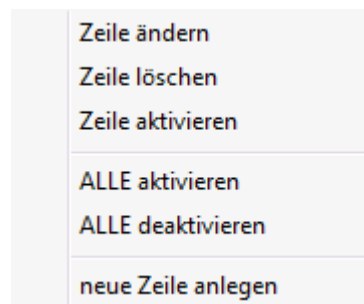 Zeile ändern
Zeile löschen
Zeile aktivieren
ALLE aktivieren
ALLE deaktivieren
neue Zeile anlegen